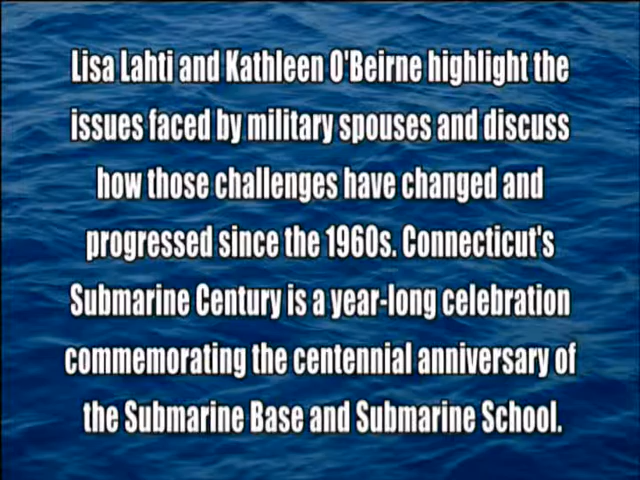 Lisa Lahti and Kathleen O'Beirne highlight the
issues faced by military spouses and discuss
how those challenges have changed and
progressed since the 1960s. Connecticut's
Submarine Century is a year-long celebration
commemorating the centennial anniversary of
the Submarine Base and Submarine School.